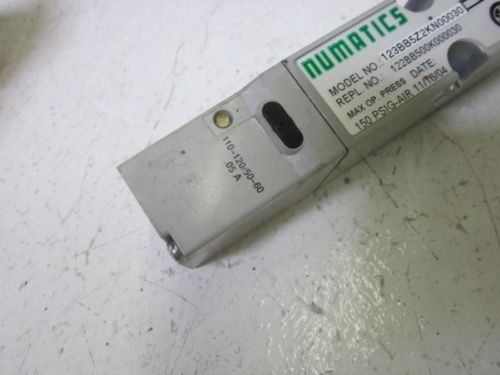 NUMATICS
MODEL NO.: 123BB5Z2KN00030
REPL. NO.: 122BB500K000030
MAX OP PRESS DATE
150 PSIG-AIR 11/16/04
110-120/50-60
.05 A